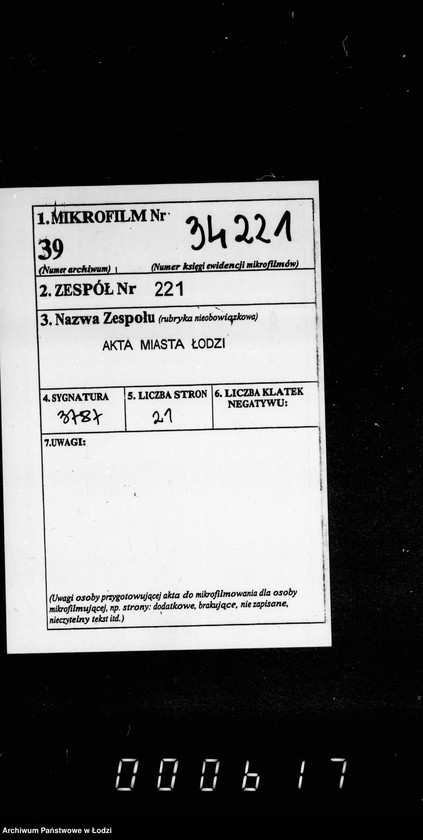 1.MIKROFILM Nr
34221
39
(Numer archiwum) (Numer księgi ewidencji mikrofilmów)
2. ZESPÓŁ Nr 221
3. Nazwa Zespołu (rubryka nieobowiązkowa)
AKTA MIASTA ŁODZI
4. SYGNATURA 5. LICZBA STRON 6. LICZBA KLATEK
NEGATYWU:
3787 21
7.UWAGI:
(Uwagi osoby przygotowującej akta do mikrofilmowania dla osoby
mikrofilmującej, np. strony: dodatkowe, brakujące, nie zapisane,
nieczytelny tekst itd.)
000617
Archiwum Państwowe w Łodzi